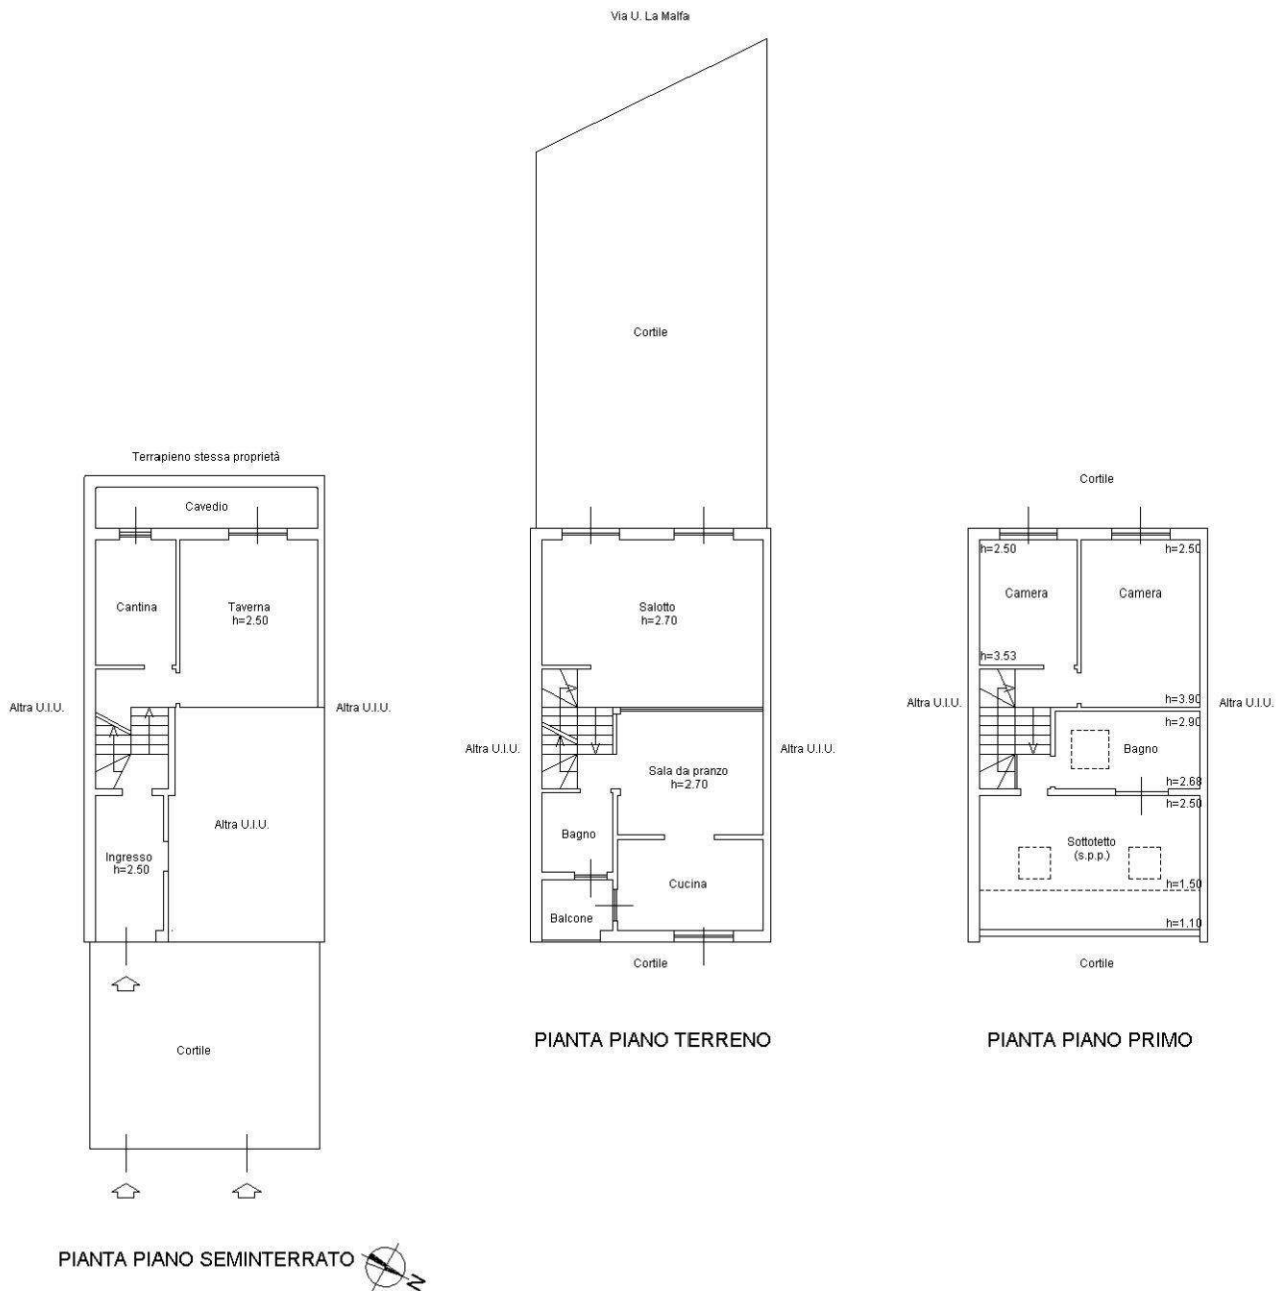 Via U. La Malfa
Cortile
Terrapieno stessa proprietà
Cavedio
Cantina
Taverna
h=2.50
Altra U.I.U.
Altra U.I.U.
Altra U.I.U.
Ingresso
h=2.50
Cortile
PIANTA PIANO SEMINTERRATO
N
Salotto
h=2.70
Altra U.I.U.
Altra U.I.U.
Sala da pranzo
h=2.70
Bagno
Cucina
Balcone
Cortile
PIANTA PIANO TERRENO
Cortile
h=2.50
h=2.50
Camera
Camera
h=3.53
h=3.90
Altra U.I.U.
Altra U.I.U.
h=2.90
Bagno
h=2.68
h=2.50
Sottotetto
(s.p.p.)
h=1.50
h=1.10
Cortile
PIANTA PIANO PRIMO